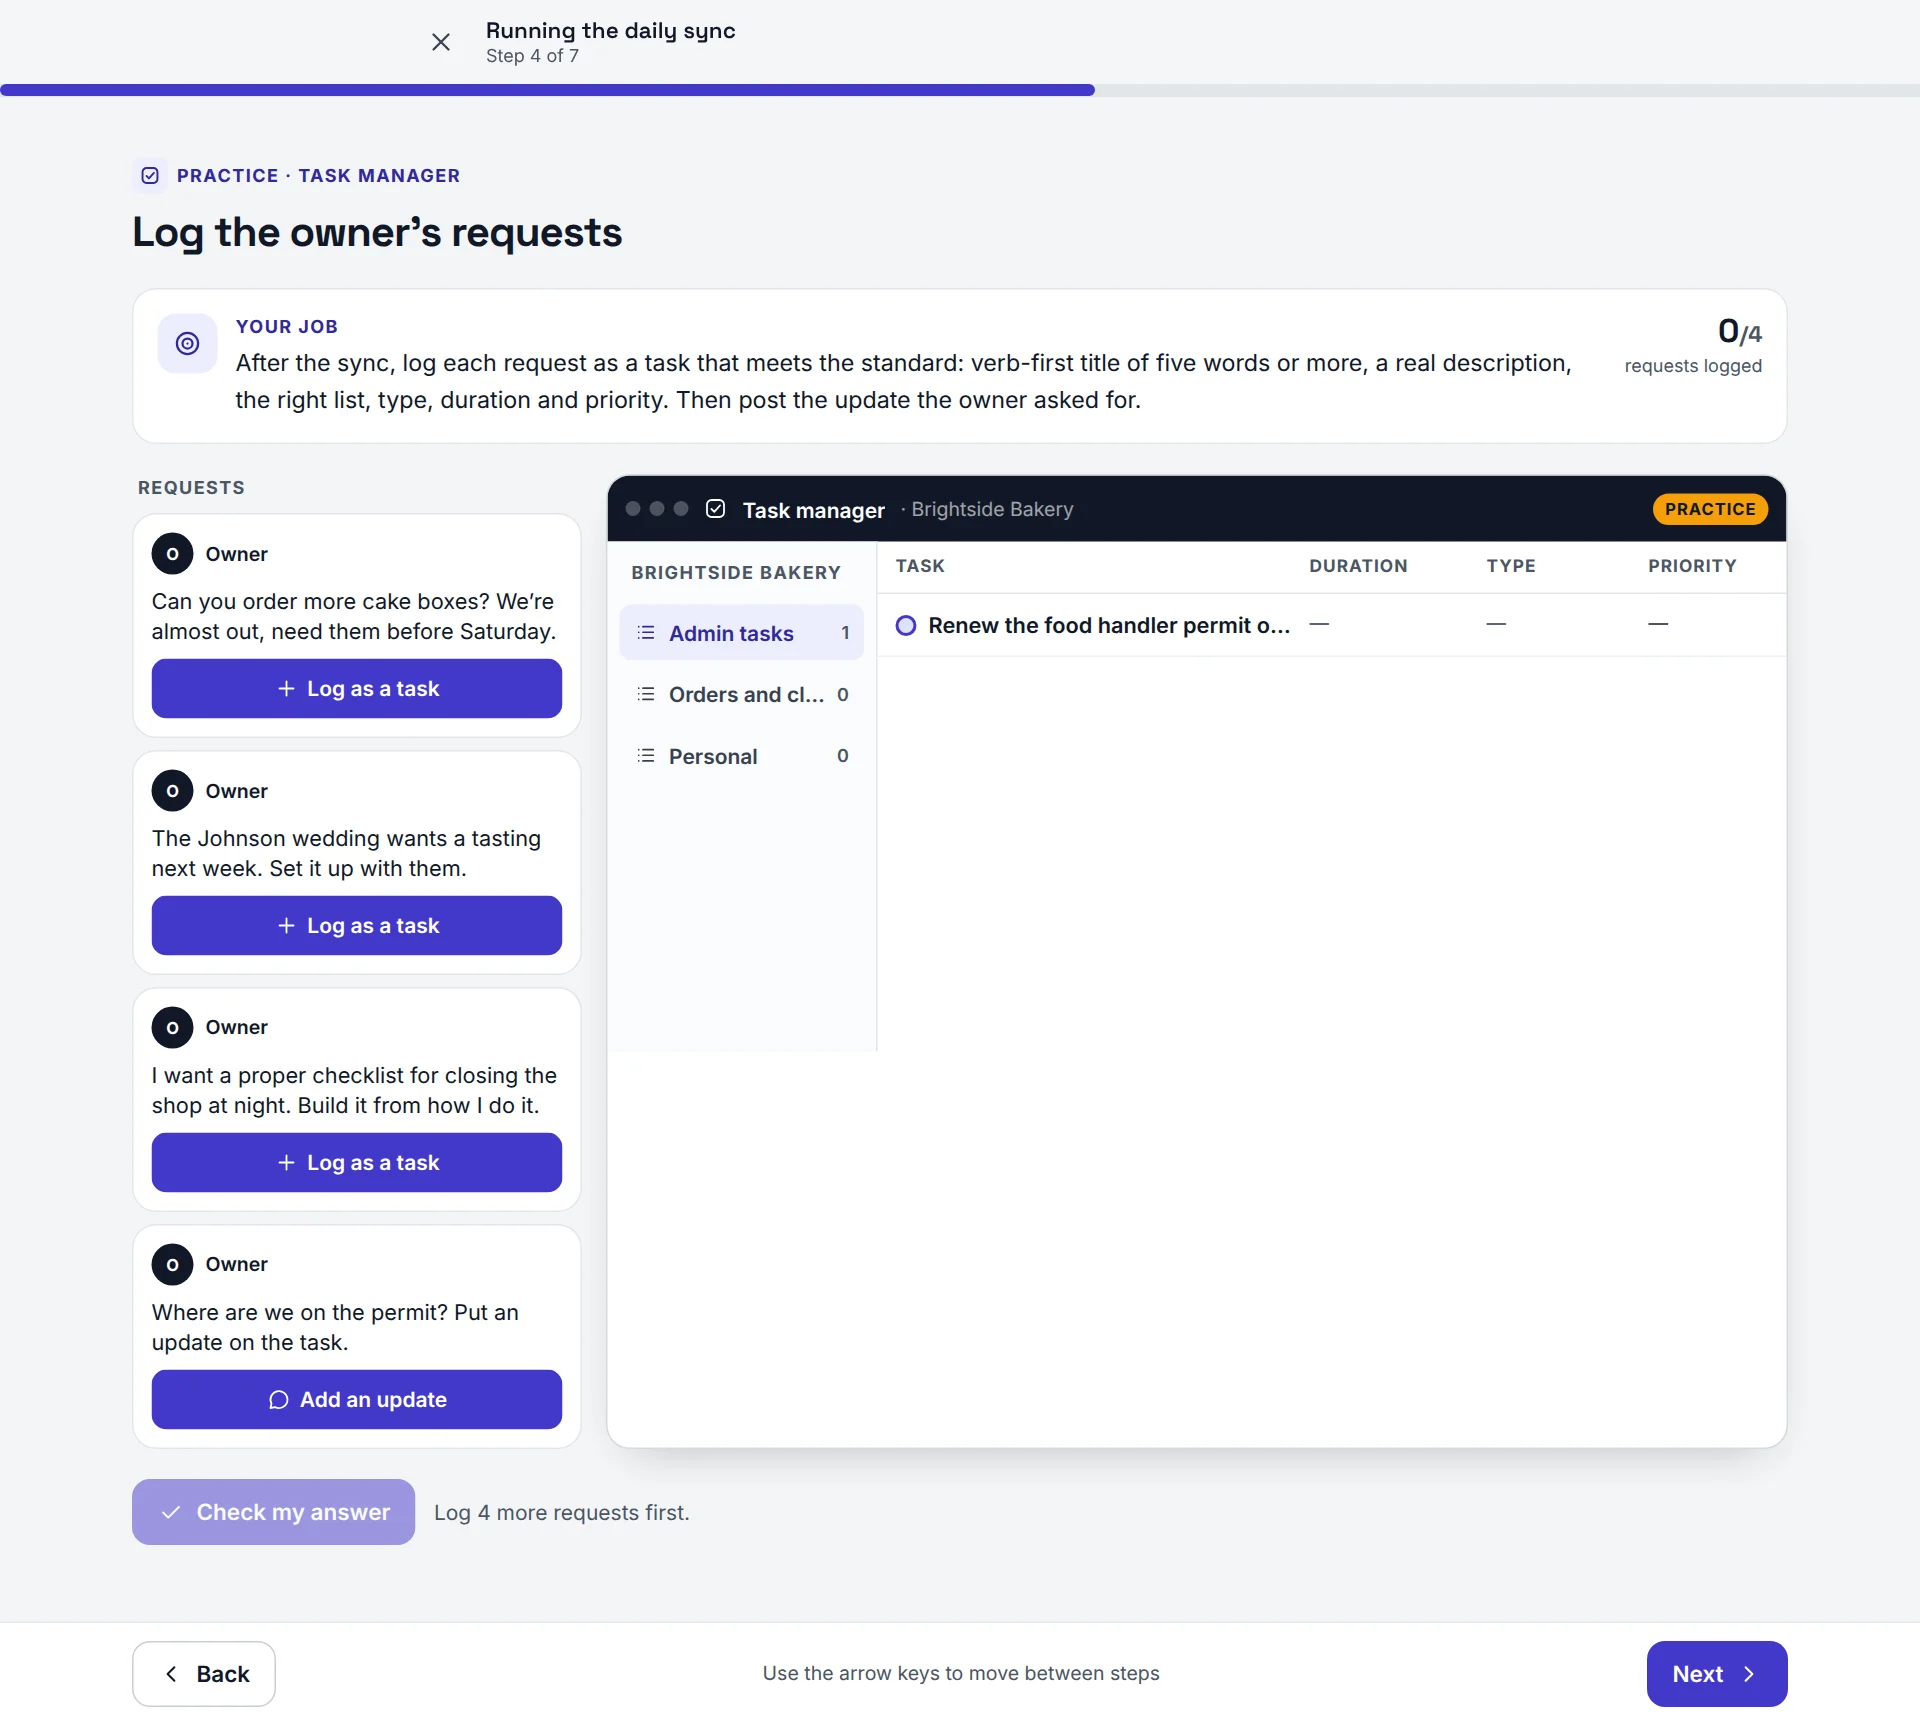 Running the daily sync
Step 4 of 7
PRACTICE · TASK MANAGER
Log the owner’s requests
YOUR JOB
After the sync, log each request as a task that meets the standard: verb-first title of five words or more, a real description,
the right list, type, duration and priority. Then post the update the owner asked for.
0/4
requests logged
REQUESTS
O Owner
Can you order more cake boxes? We’re
almost out, need them before Saturday.
Log as a task
O Owner
The Johnson wedding wants a tasting
next week. Set it up with them.
Log as a task
O Owner
I want a proper checklist for closing the
shop at night. Build it from how I do it.
Log as a task
O Owner
Where are we on the permit? Put an
update on the task.
Add an update
Task manager · Brightside Bakery
PRACTICE
BRIGHTSIDE BAKERY
Admin tasks 1
Orders and cl... 0
Personal 0
TASK DURATION TYPE PRIORITY
Renew the food handler permit o... — — —
Check my answer
Log 4 more requests first.
Back
Use the arrow keys to move between steps
Next